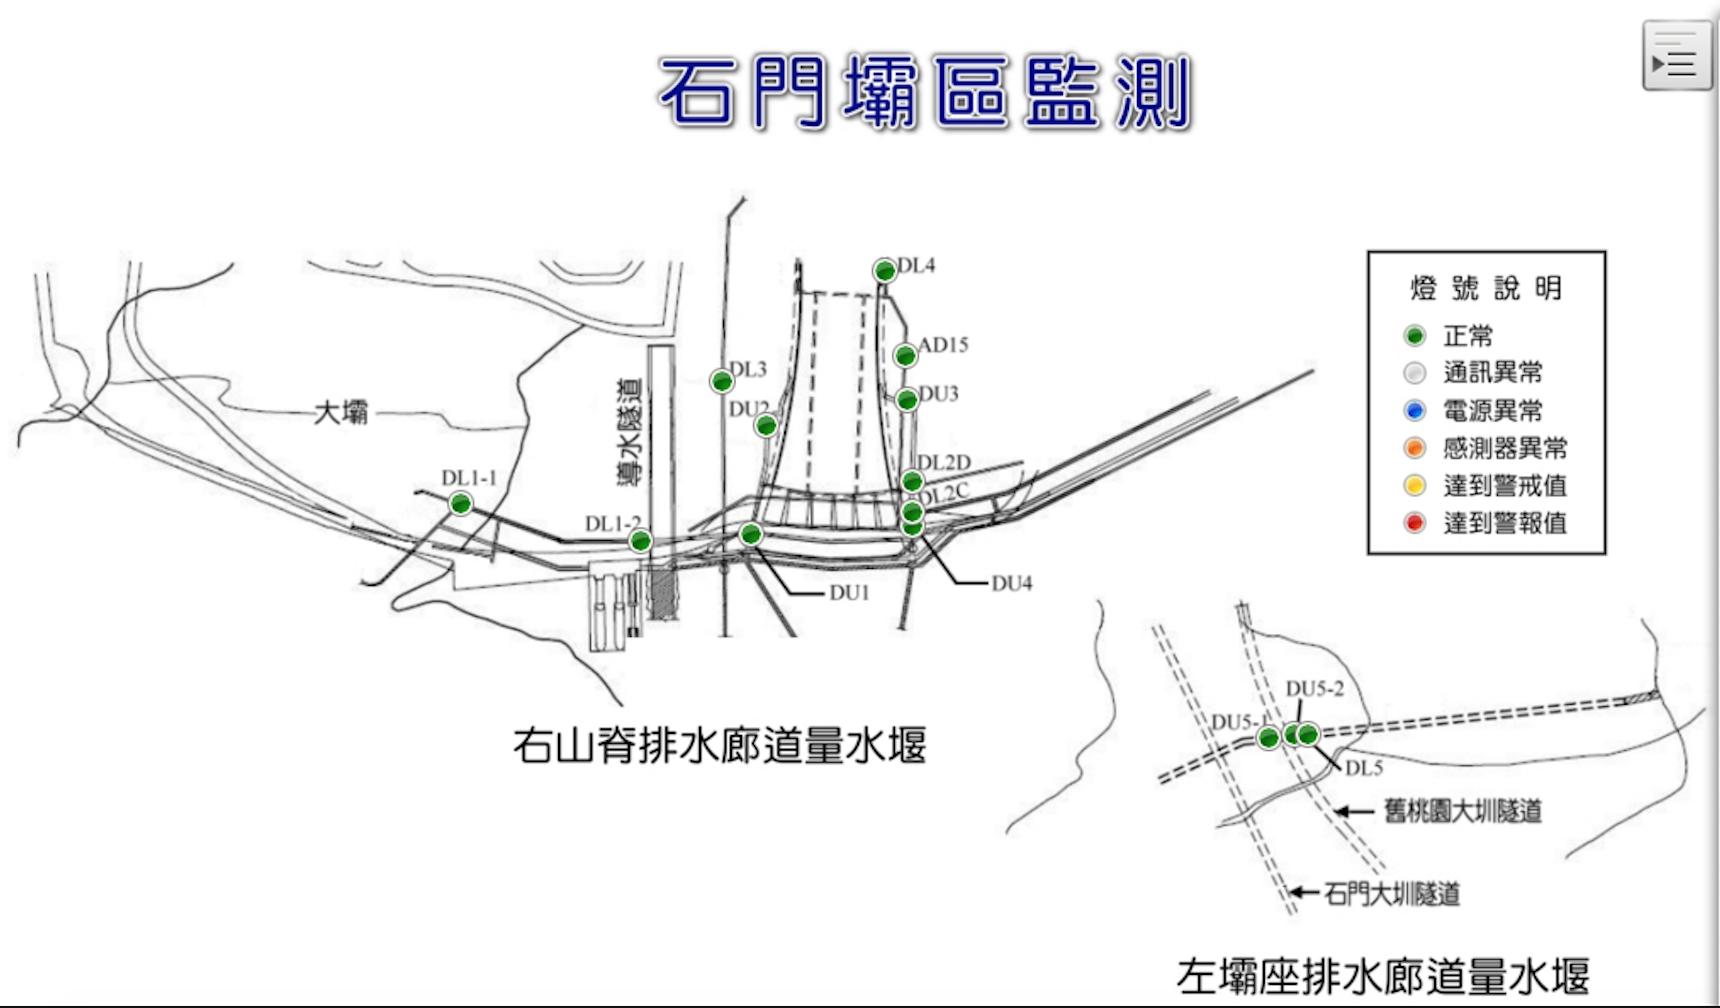 石門壩區監測
DL4
AD15
DL3
DU3
DU2
大壩
導水隧道
DL2D
DL1-1
DL2C
DL1-2
DU4
DU1
右山脊排水廊道量水堰
燈號說明
正常
通訊異常
電源異常
感測器異常
達到警戒值
達到警報值
DU5-2
DU5-1
DL5
舊桃園大圳隧道
石門大圳隧道
左壩座排水廊道量水堰